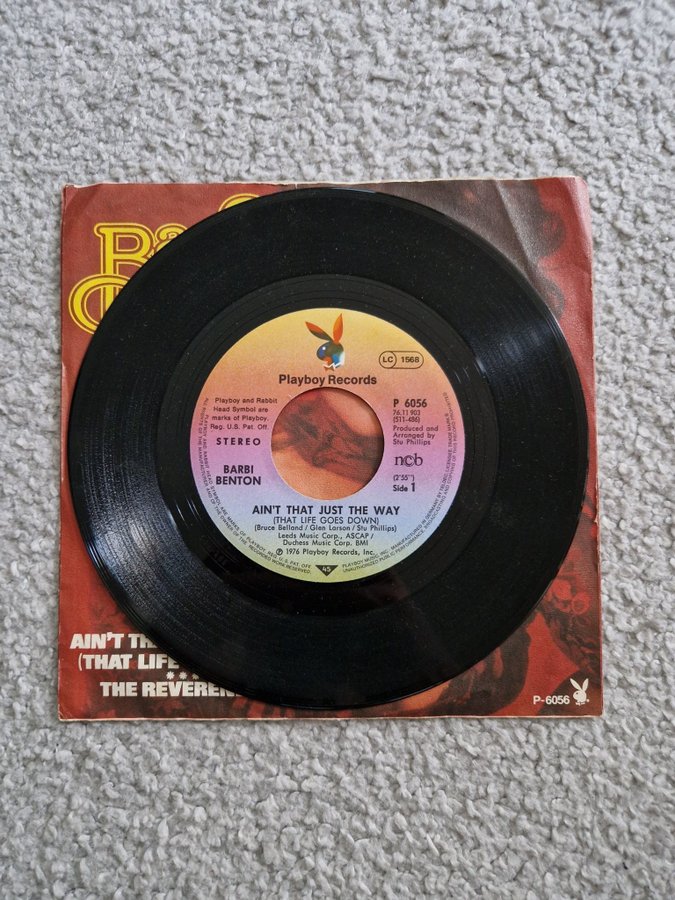 Playboy Records
LC 1568
Playboy and Rabbit
Head Symbol are
marks of Playboy.
Reg. U.S. Pat. Off.
P 6056
76.11 903
(511-486)
Produced and
Arranged by
Stu Phillips
STEREO
ncb
BARBI
BENTON
(2'55")
Side 1
AIN'T THAT JUST THE WAY
(THAT LIFE GOES DOWN)
(Bruce Belland / Glen Larson / Stu Phillips)
Leeds Music Corp., ASCAP /
Duchess Music Corp. BMI
℗ 1976 Playboy Records, Inc.
45
AIN'T TH
(THAT LIFE
THE REVEREN
P-6056